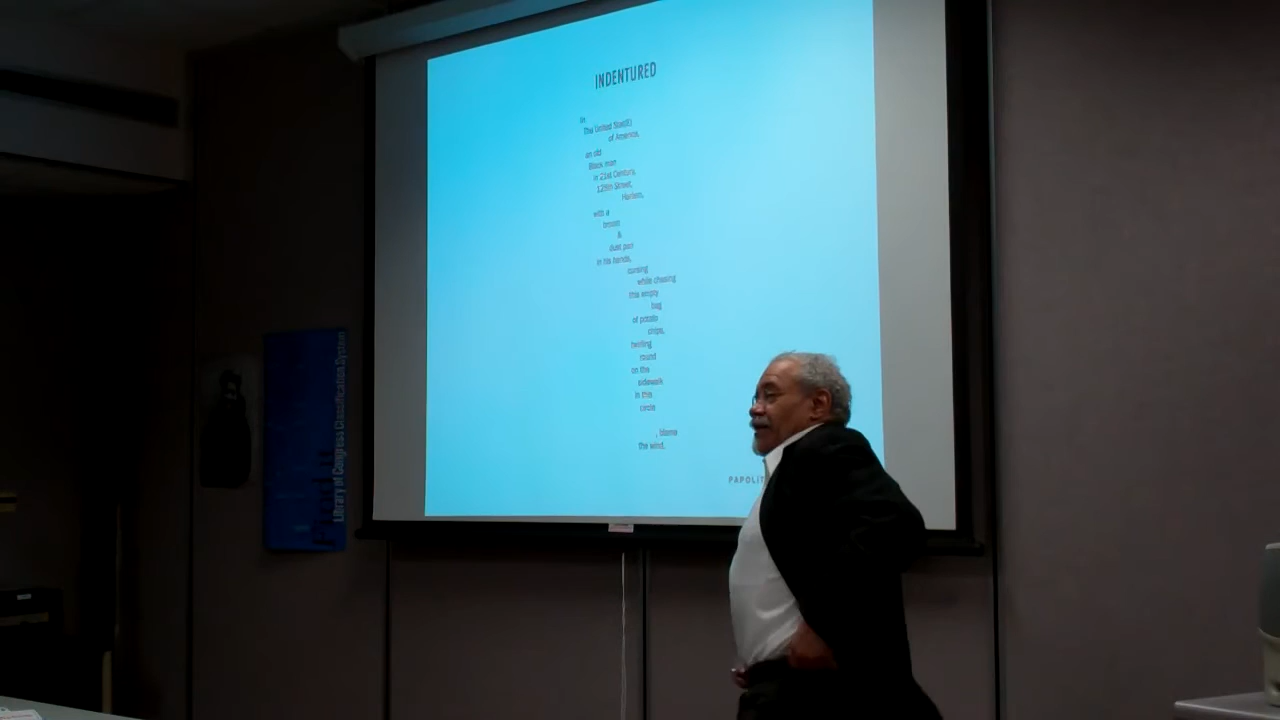 INDENTURED
In
The United State(s)
of America,
an old
Black man
in 21st Century,
125th Street,
Harlem,
with a
broom
&
dust pan
in his hands,
cursing
while chasing
this empty
bag
of potato
chips,
twirling
round
on the
sidewalk
in this
circle
, blame
the wind.
PAPOLI
Library of Congress Classification System